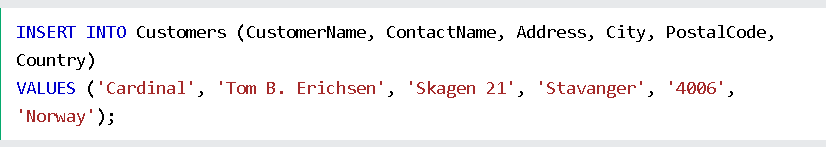 INSERT INTO Customers (CustomerName, ContactName, Address, City, PostalCode,
Country)
VALUES ('Cardinal', 'Tom B. Erichsen', 'Skagen 21', 'Stavanger', '4006',
'Norway');